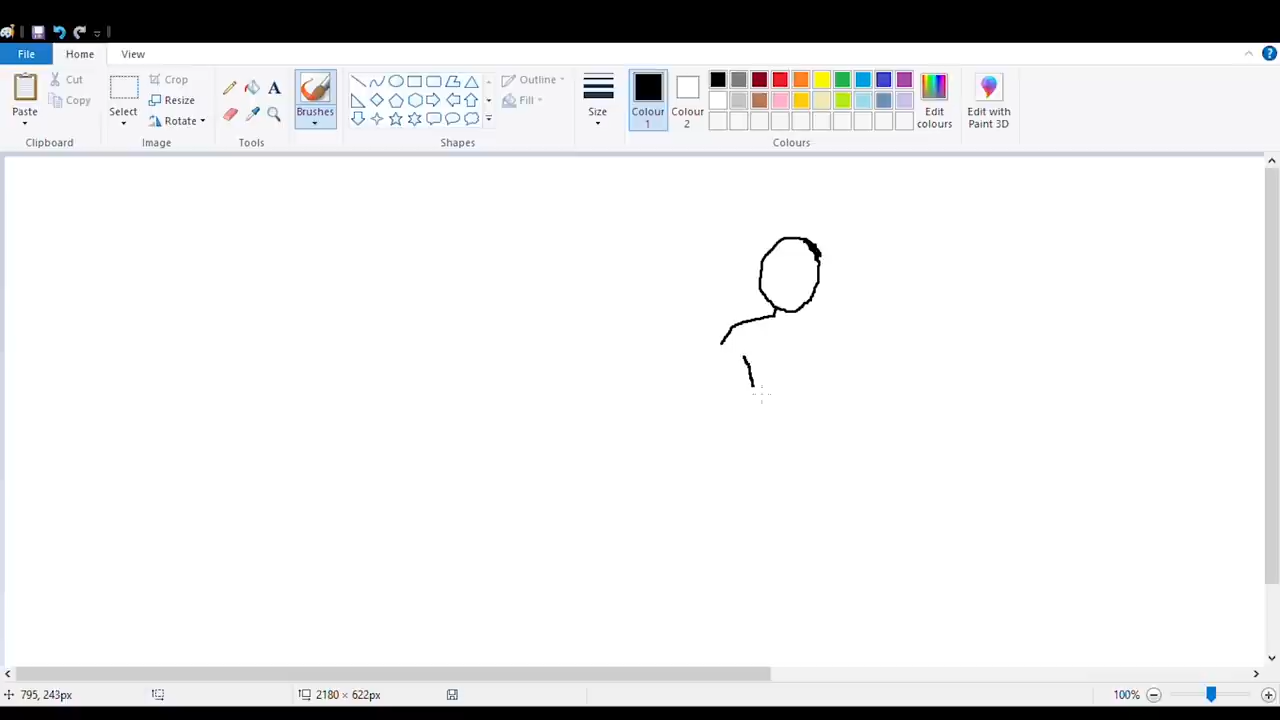 File Home View
Paste Cut Copy Clipboard
Select Crop Resize Rotate Image
Tools
Brushes
Shapes
Outline Fill
Size
Colour 1 Colour 2
Edit colours
Colours
Edit with Paint 3D
795, 243px 2180 × 622px 100%